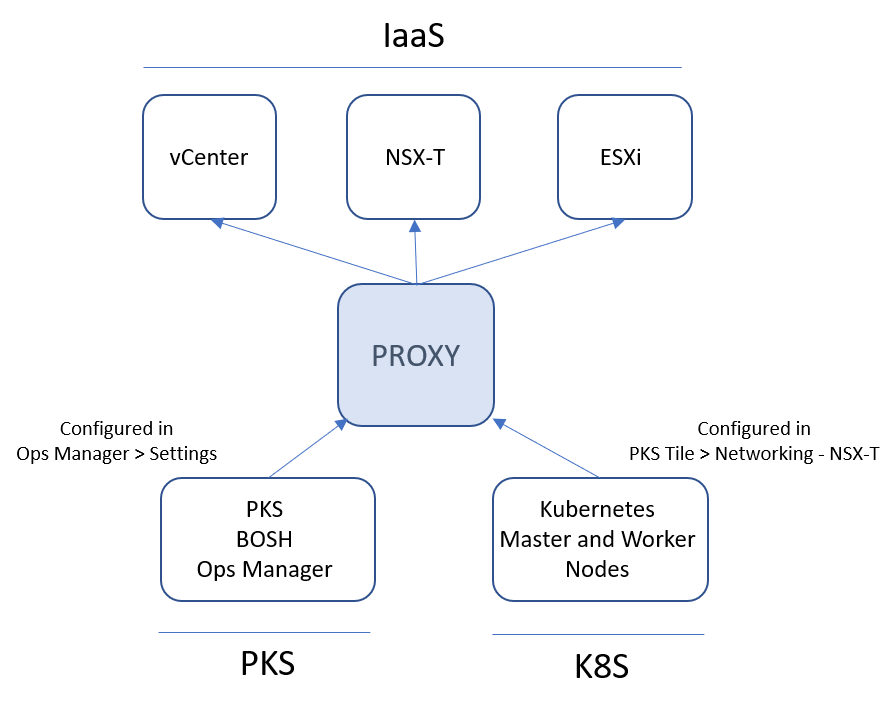 IaaS
vCenter
NSX-T
ESXi
PROXY
Configured in
Ops Manager > Settings
Configured in
PKS Tile > Networking - NSX-T
PKS
BOSH
Ops Manager
Kubernetes
Master and Worker
Nodes
PKS
K8S